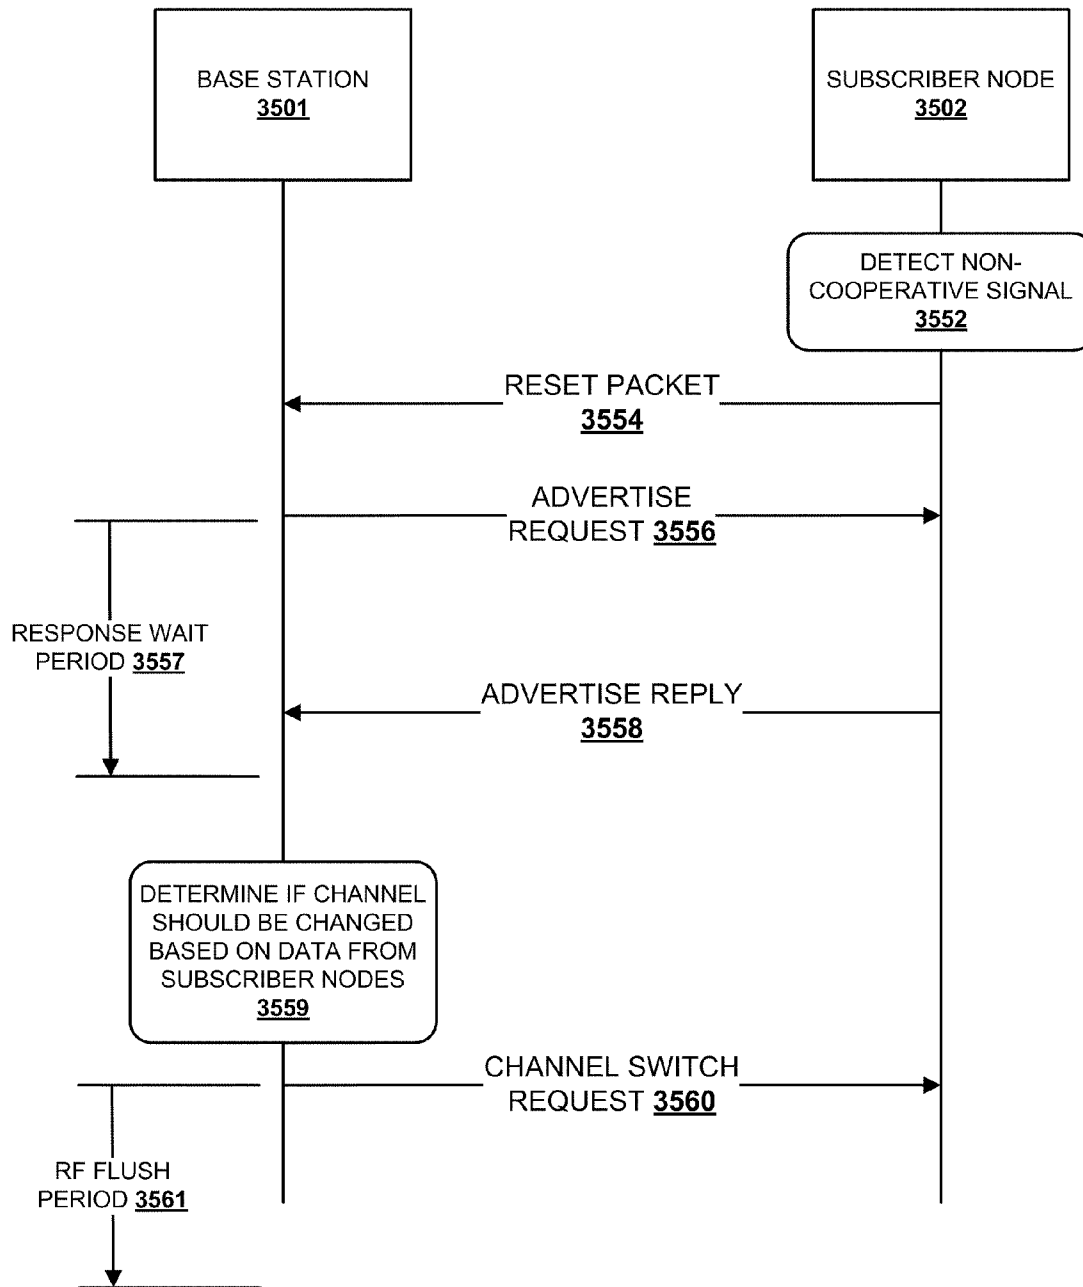 BASE STATION
3501
SUBSCRIBER NODE
3502
DETECT NON-
COOPERATIVE SIGNAL
3552
RESET PACKET
3554
ADVERTISE
REQUEST 3556
RESPONSE WAIT
PERIOD 3557
ADVERTISE REPLY
3558
DETERMINE IF CHANNEL
SHOULD BE CHANGED
BASED ON DATA FROM
SUBSCRIBER NODES
3559
CHANNEL SWITCH
REQUEST 3560
RF FLUSH
PERIOD 3561